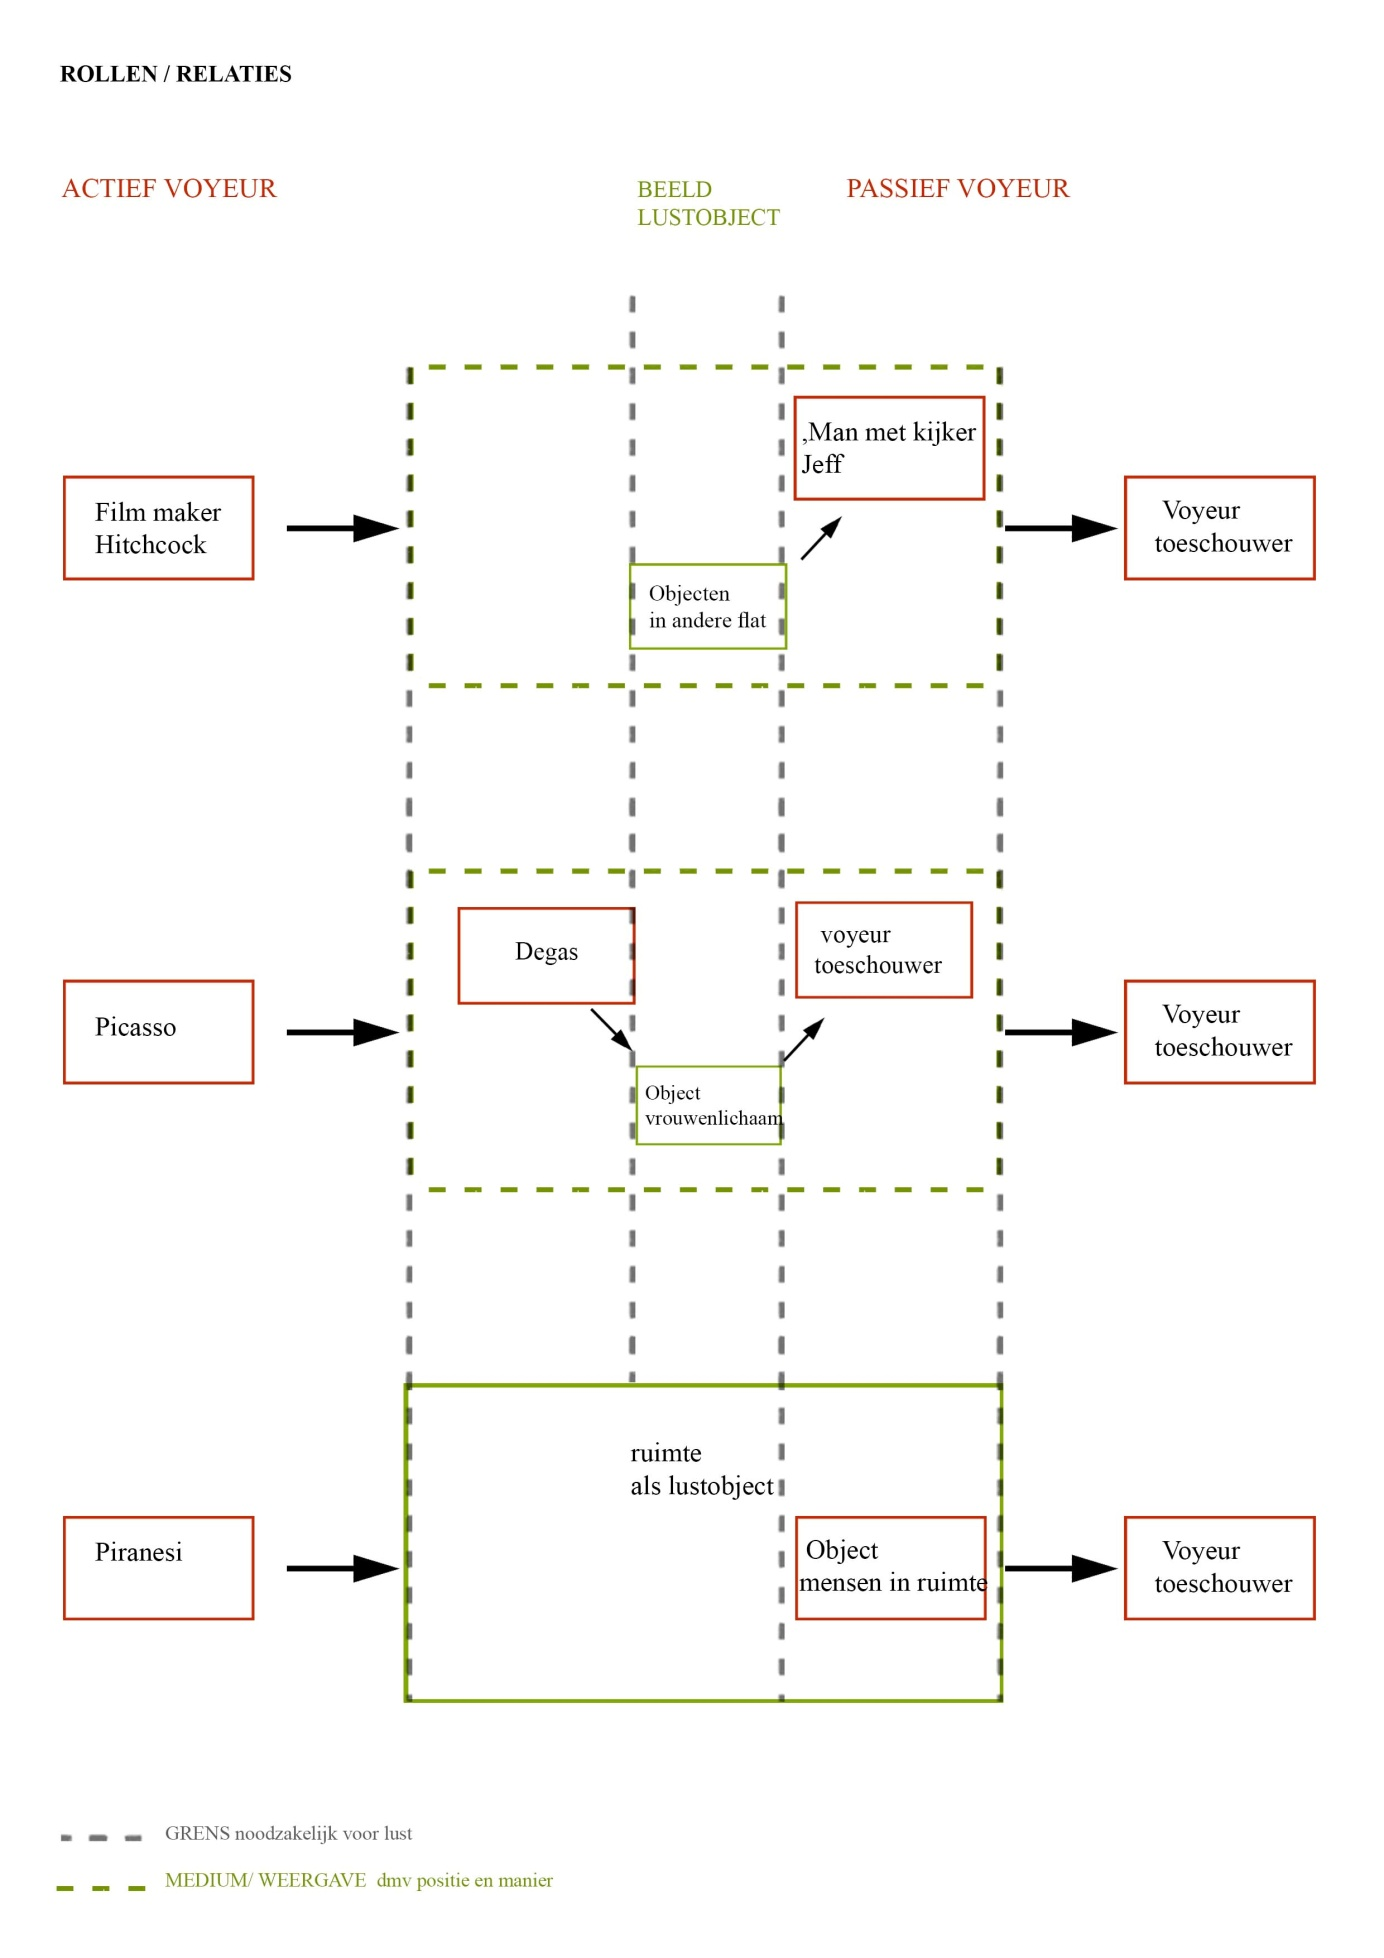 ROLLEN / RELATIES
ACTIEF VOYEUR
BEELD
LUSTOBJECT
PASSIEF VOYEUR
,Man met kijker
Jeff
Film maker
Hitchcock
Voyeur
toeschouwer
Objecten
in andere flat
Degas
voyeur
toeschouwer
Picasso
Voyeur
toeschouwer
Object
vrouwenlichaam
ruimte
als lustobject
Piranesi
Object
mensen in ruimte
Voyeur
toeschouwer
GRENS noodzakelijk voor lust
MEDIUM/ WEERGAVE dmv positie en manier